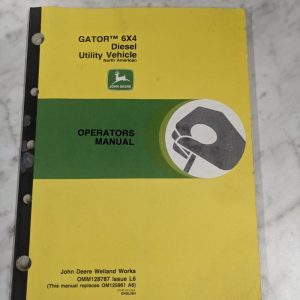 GATOR™ 6X4
Diesel
Utility Vehicle
North American
JOHN DEERE
OPERATORS
MANUAL
John Deere Welland Works
OMM128787 Issue L6
(This manual replaces OM125961 A6)
ENGLISH